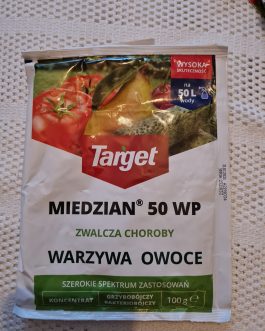 WYSOKA
SKUTECZNOŚĆ
na
50 L
wody
Target
MIEDZIAN® 50 WP
ZWALCZA CHOROBY
WARZYWA OWOCE
SZEROKIE SPEKTRUM ZASTOSOWAŃ
KONCENTRAT
GRZYBOBÓJCZY
BAKTERIOBÓJCZY
100 g ℮